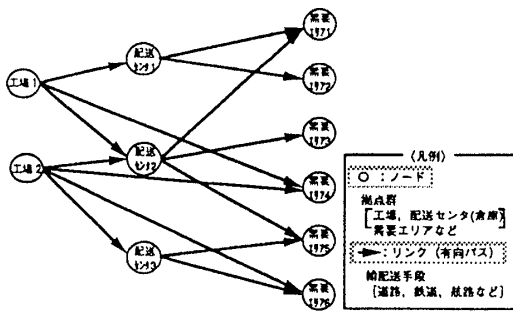 工場1
工場2
配送
センタ1
配送
センタ2
配送
センタ3
需要
エリア1
需要
エリア2
需要
エリア3
需要
エリア4
需要
エリア5
需要
エリア6
(凡例)
○:ノード
拠点群
[工場, 配送センタ(倉庫)
需要エリアなど]
→:リンク (有向パス)
輸配送手段
[道路, 鉄道, 航路など]